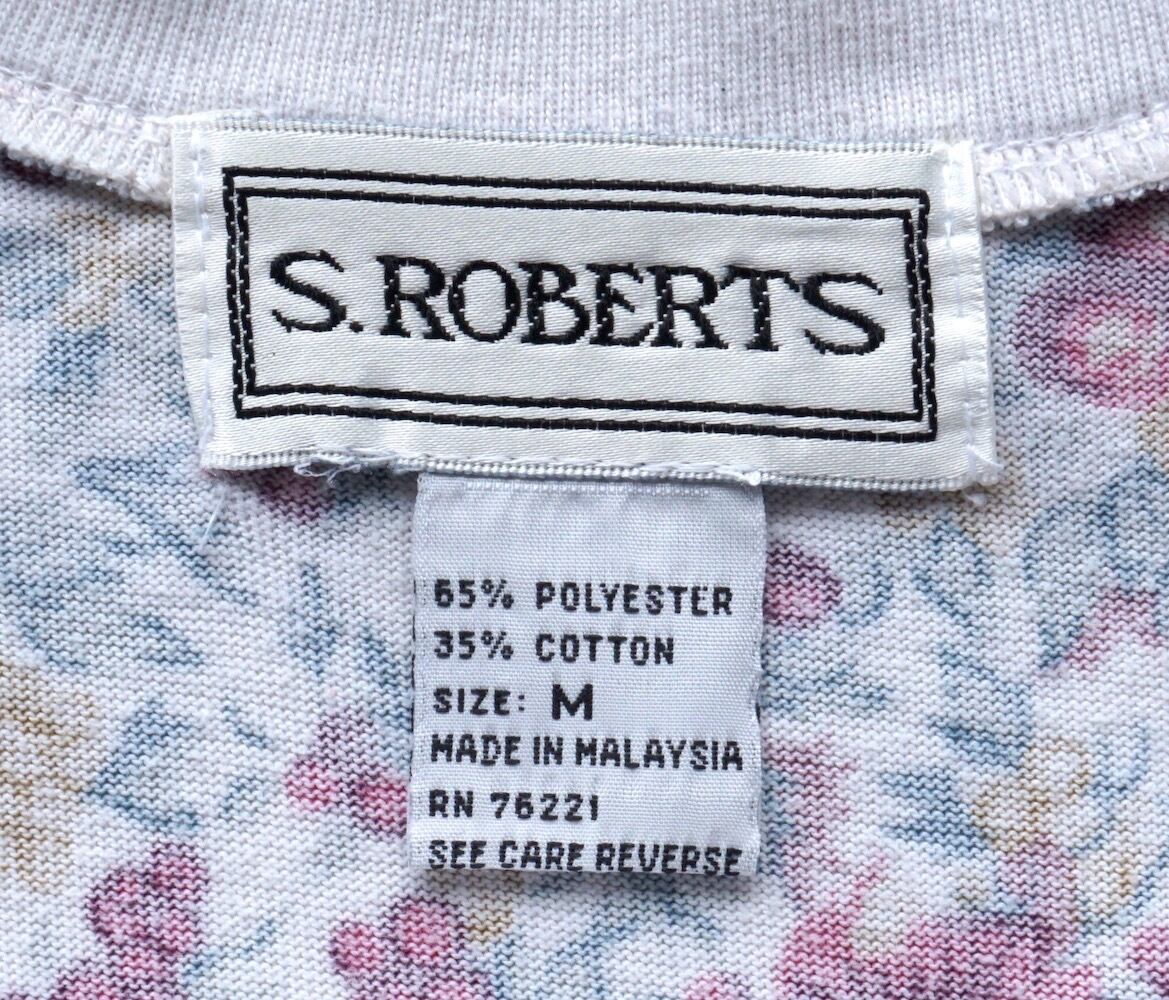 S. ROBERTS
65% POLYESTER
35% COTTON
SIZE: M
MADE IN MALAYSIA
RN 76221
SEE CARE REVERSE